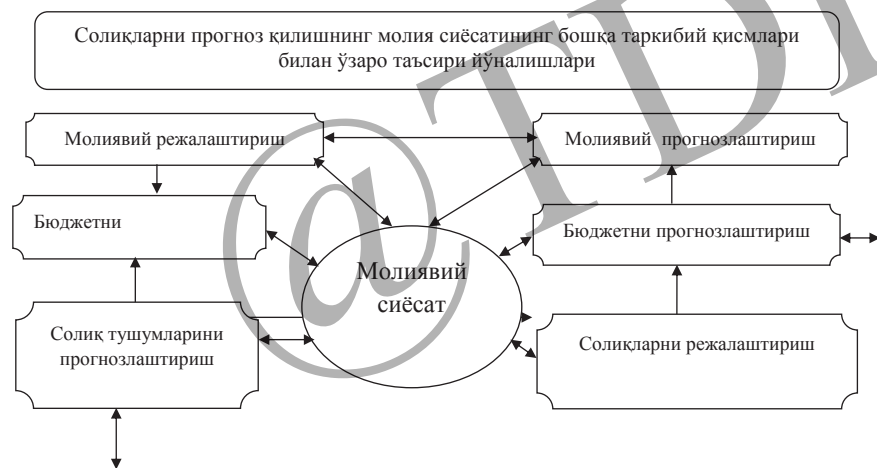 Солиқларни прогноз қилишнинг молия сиёсатининг бошқа таркибий қисмлари
билан ўзаро таъсири йўналишлари
Молиявий режалаштириш
Молиявий прогнозлаштириш
Бюджетни
Бюджетни прогнозлаштириш
Молиявий
сиёсат
Солиқ тушумларини
прогнозлаштириш
Солиқларни режалаштириш